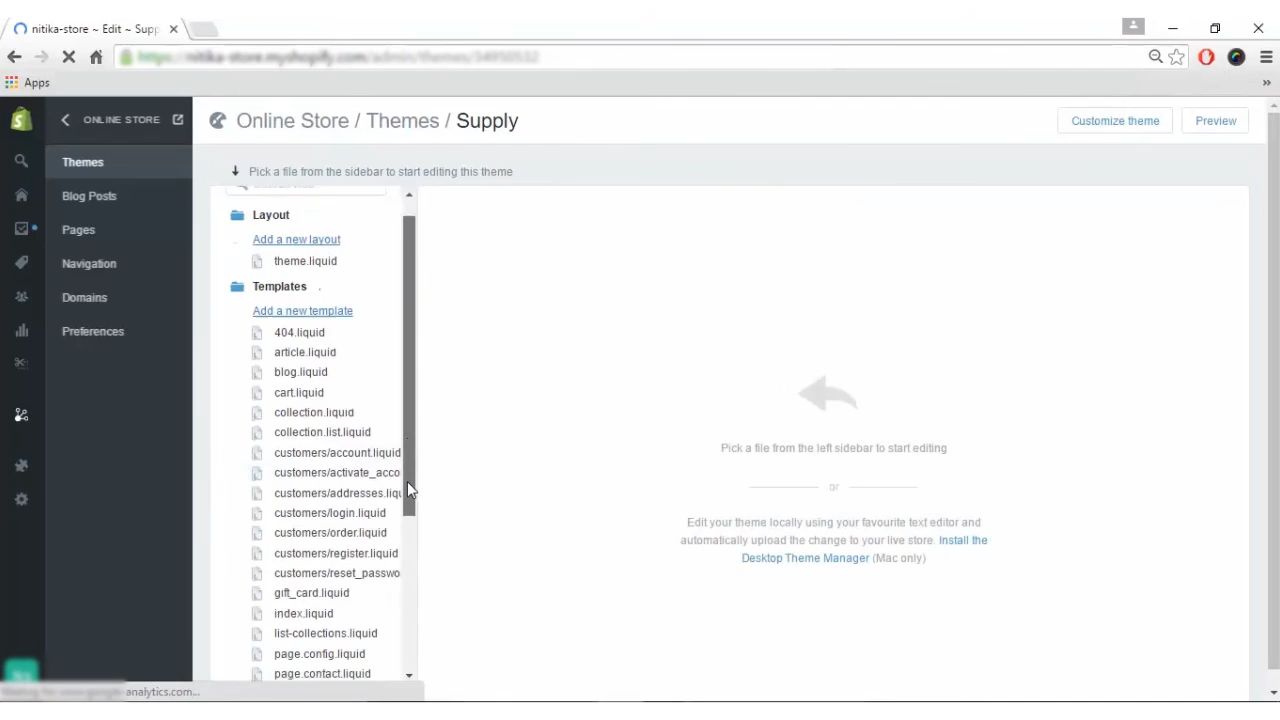 nitika-store ~ Edit ~ Supp
Apps
ONLINE STORE
Online Store / Themes / Supply
Customize theme
Preview
Themes
Blog Posts
Pages
Navigation
Domains
Preferences
Pick a file from the sidebar to start editing this theme
Layout
Add a new layout
theme.liquid
Templates
Add a new template
404.liquid
article.liquid
blog.liquid
cart.liquid
collection.liquid
collection.list.liquid
customers/account.liquid
customers/activate_acco
customers/addresses.liqu
customers/login.liquid
customers/order.liquid
customers/register.liquid
customers/reset_passwo
gift_card.liquid
index.liquid
list-collections.liquid
page.config.liquid
page.contact.liquid
Pick a file from the left sidebar to start editing
or
Edit your theme locally using your favourite text editor and
automatically upload the change to your live store. Install the
Desktop Theme Manager (Mac only)
analytics.com...